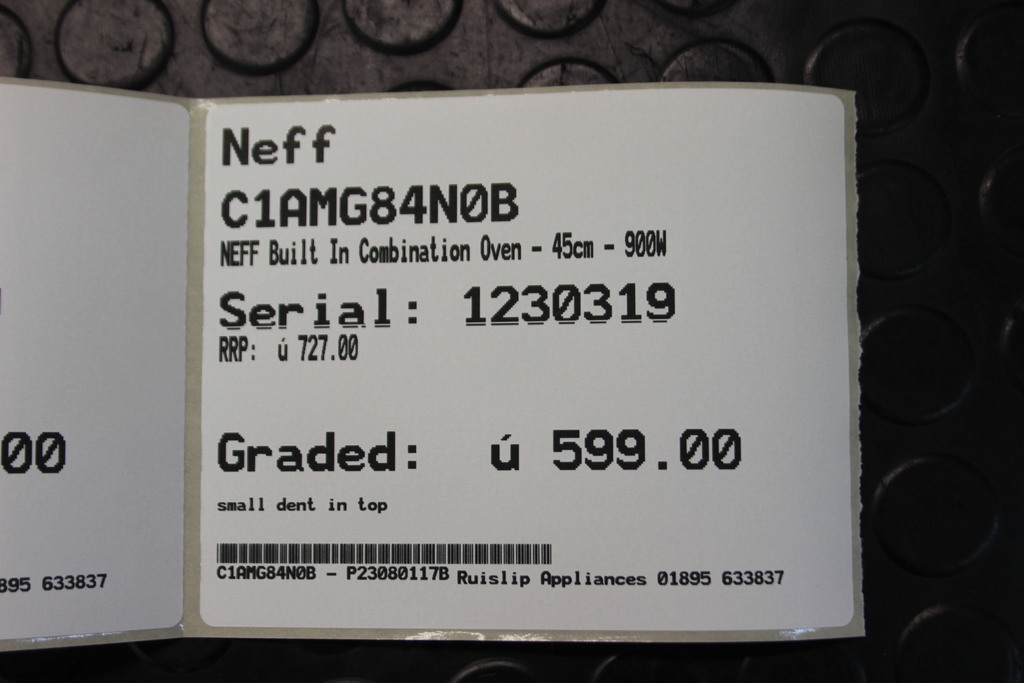 Neff
C1AMG84N0B
NEFF Built In Combination Oven - 45cm - 900W
Serial: 1230319
RRP: ú 727.00
Graded: ú 599.00
small dent in top
C1AMG84N0B - P23080117B Ruislip Appliances 01895 633837
00
895 633837